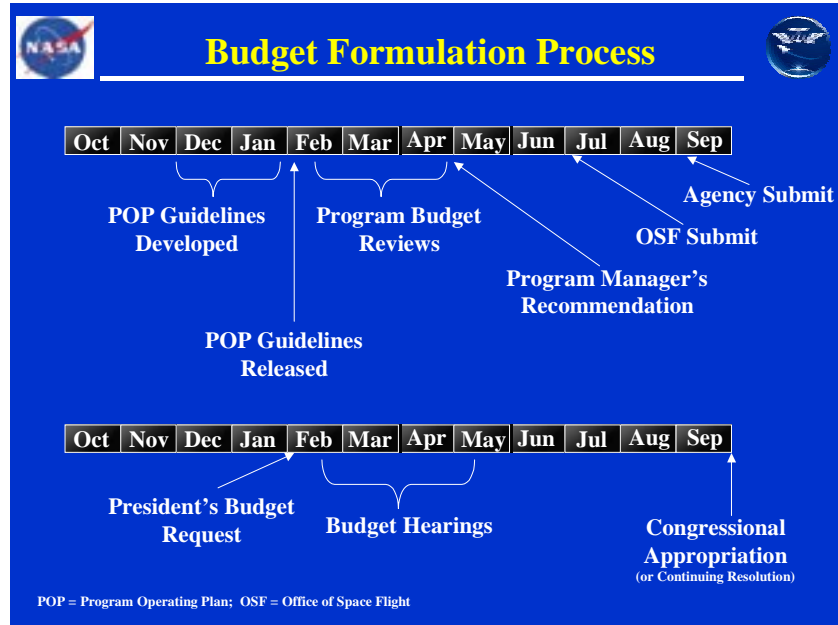 NASA
Budget Formulation Process
Oct Nov Dec Jan Feb Mar Apr May Jun Jul Aug Sep
POP Guidelines
Developed
Program Budget
Reviews
Agency Submit
OSF Submit
Program Manager’s
Recommendation
POP Guidelines
Released
Oct Nov Dec Jan Feb Mar Apr May Jun Jul Aug Sep
President’s Budget
Request
Budget Hearings
Congressional
Appropriation
(or Continuing Resolution)
POP = Program Operating Plan; OSF = Office of Space Flight